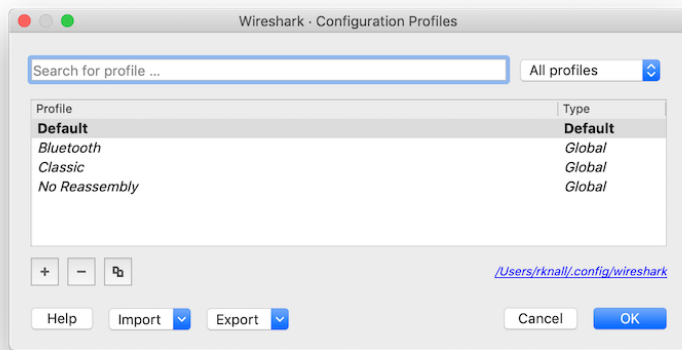 Wireshark · Configuration Profiles
Search for profile ...
All profiles
Profile Type
Default Default
Bluetooth Global
Classic Global
No Reassembly Global
+ −
/Users/rknall/.config/wireshark
Help Import Export Cancel OK